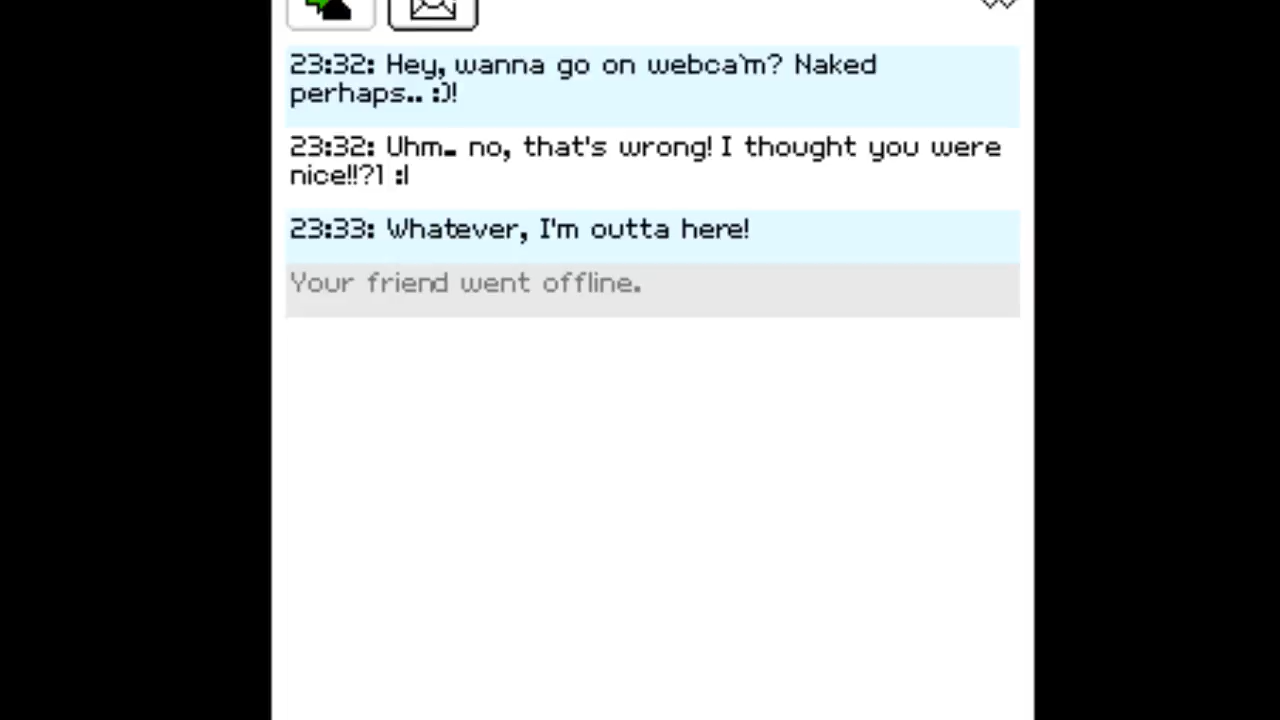 23:32: Hey, wanna go on webcam? Naked
perhaps.. :)!
23:32: Uhm.. no, that's wrong! I thought you were
nice!!?1 :l
23:33: Whatever, I'm outta here!
Your friend went offline.